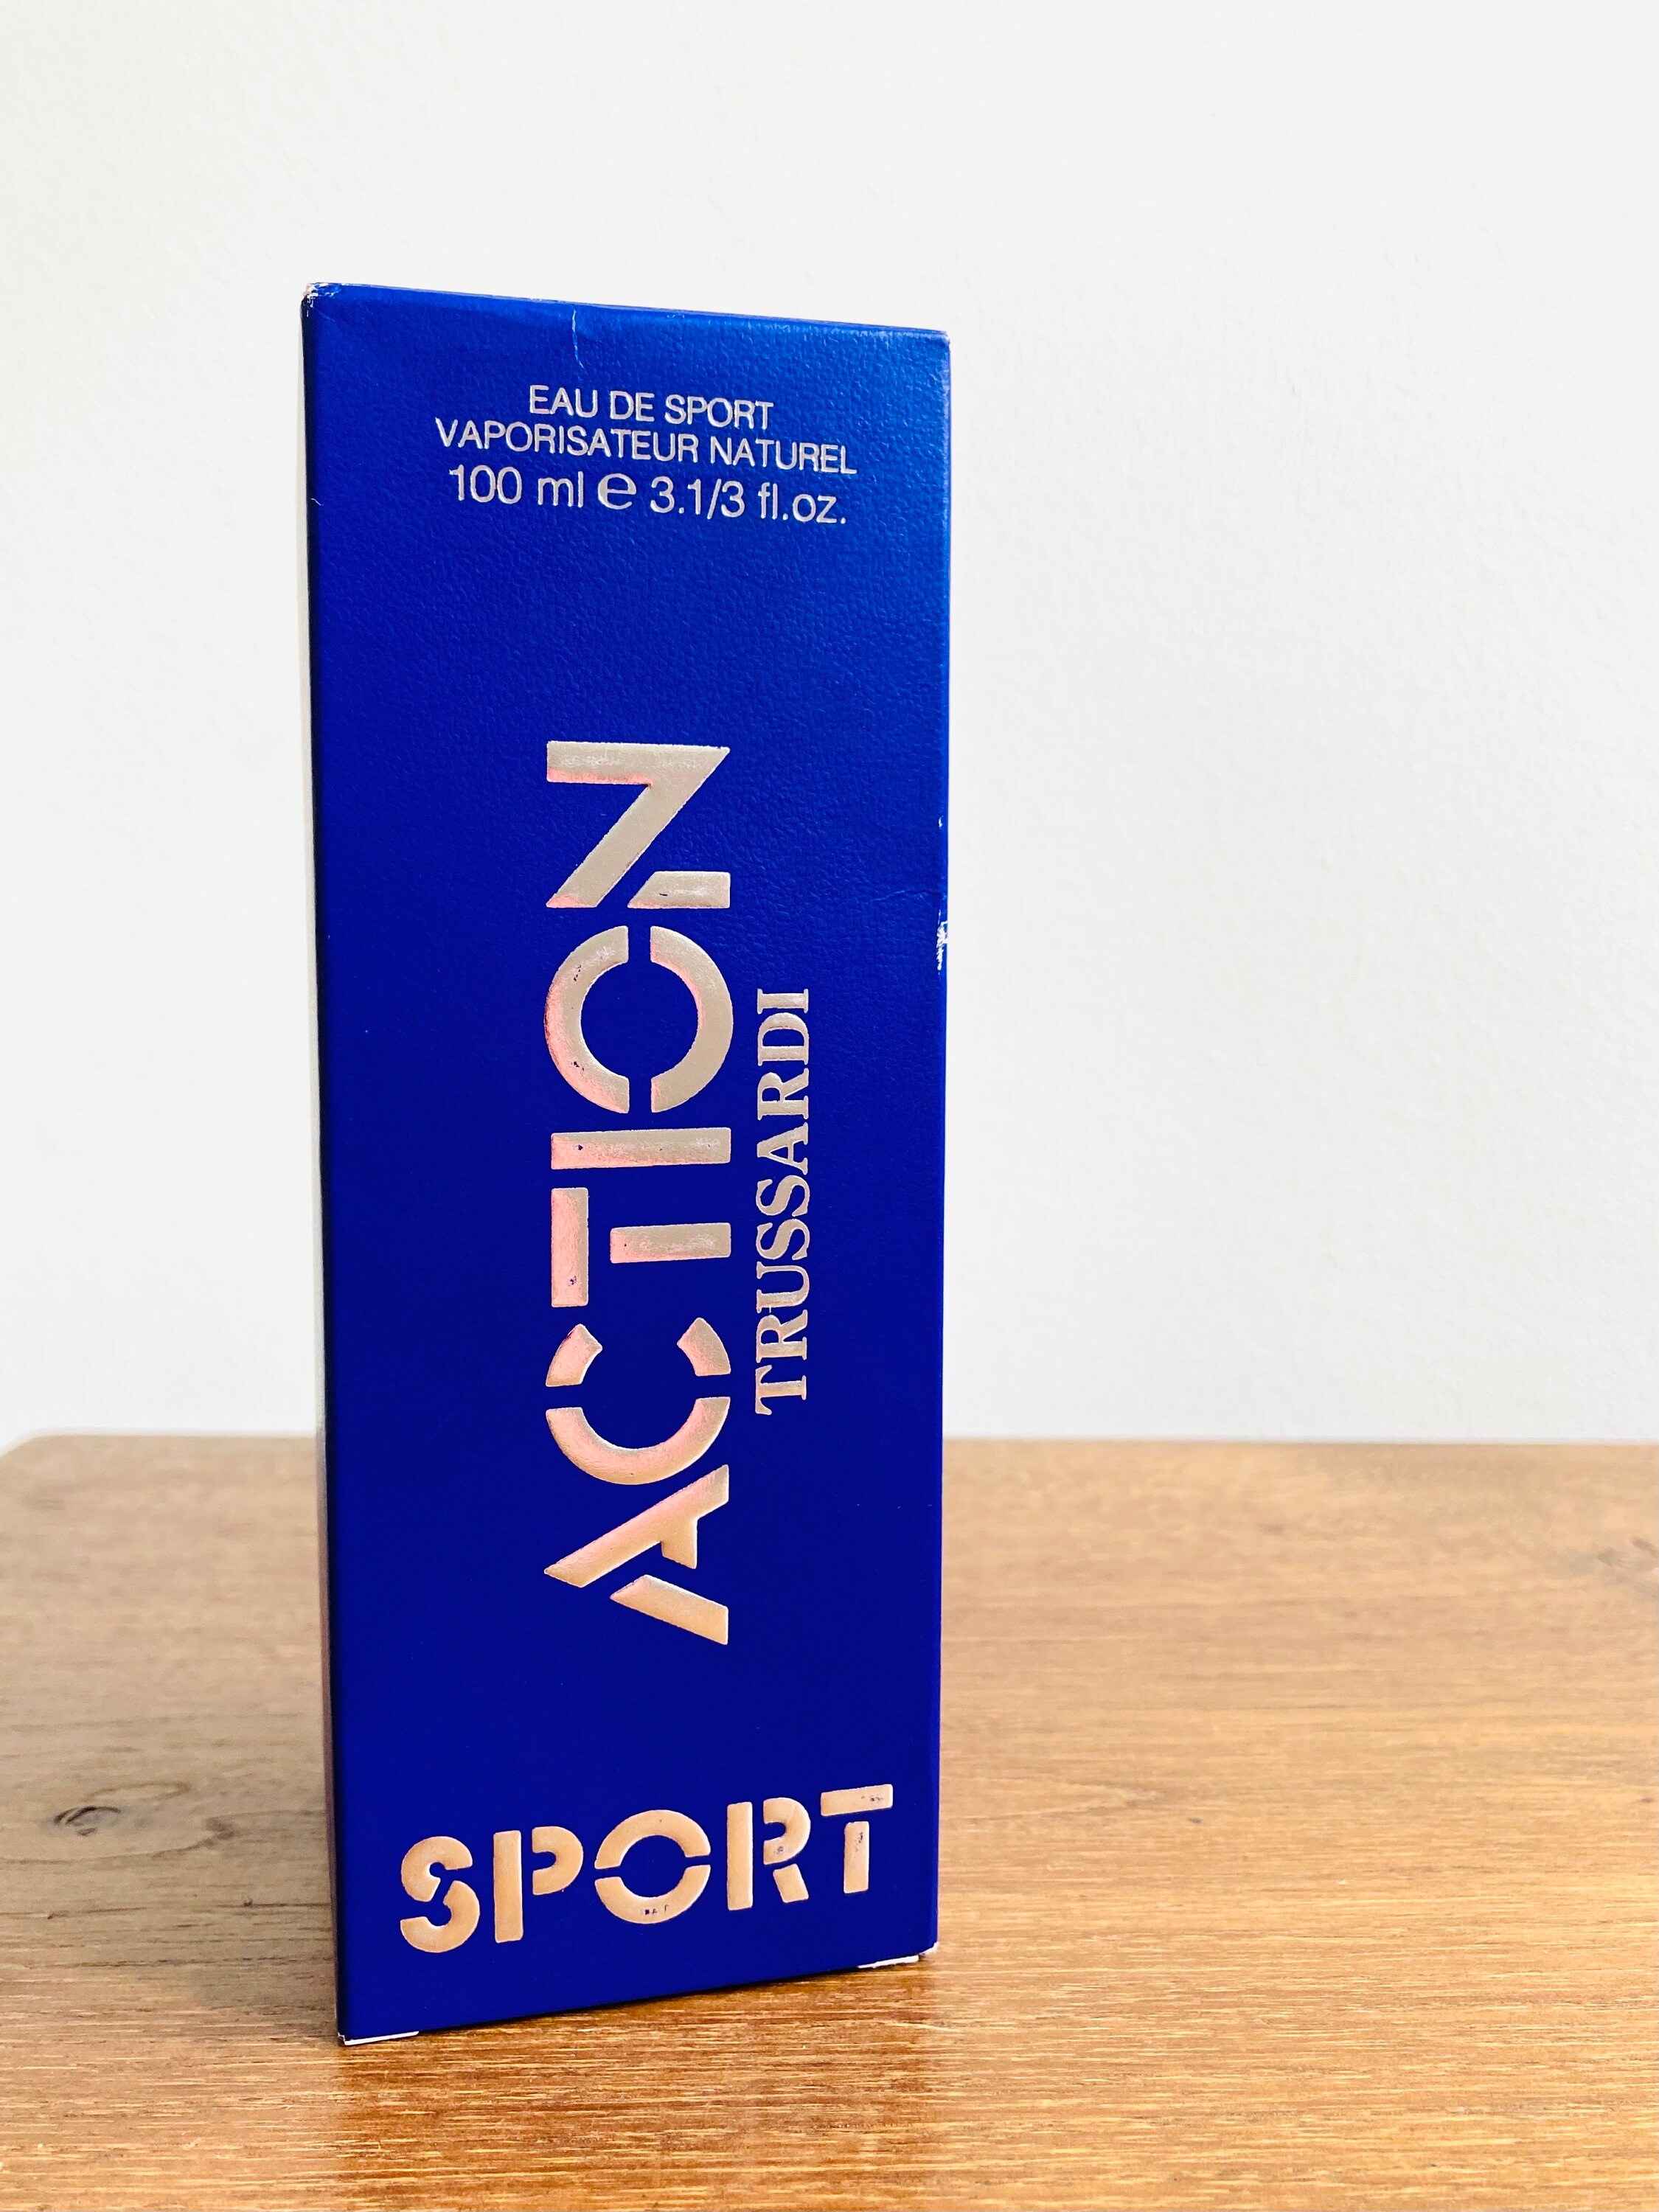 EAU DE SPORT
VAPORISATEUR NATUREL
100 ml e 3.1/3 fl.oz.
ACTION
TRUSSARDI
SPORT